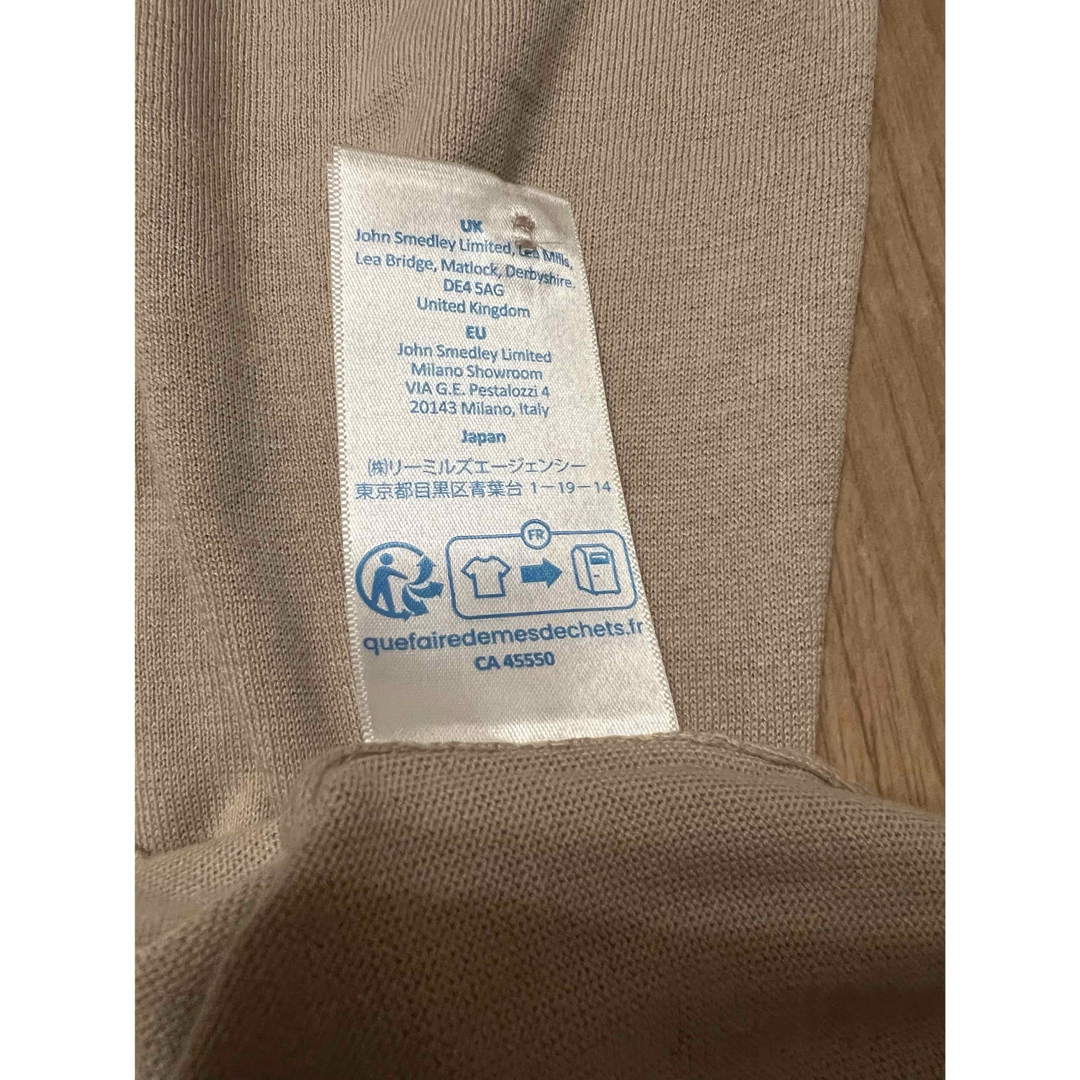 UK
John Smedley Limited, Lea Mills,
Lea Bridge, Matlock, Derbyshire
DE4 5AG
United Kingdom
EU
John Smedley Limited
Milano Showroom
VIA G.E. Pestalozzi 4
20143 Milano, Italy
Japan
㈱リーミルズエージェンシー
東京都目黒区青葉台 1−19−14
FR
quefairedemesdechets.fr
CA 45550